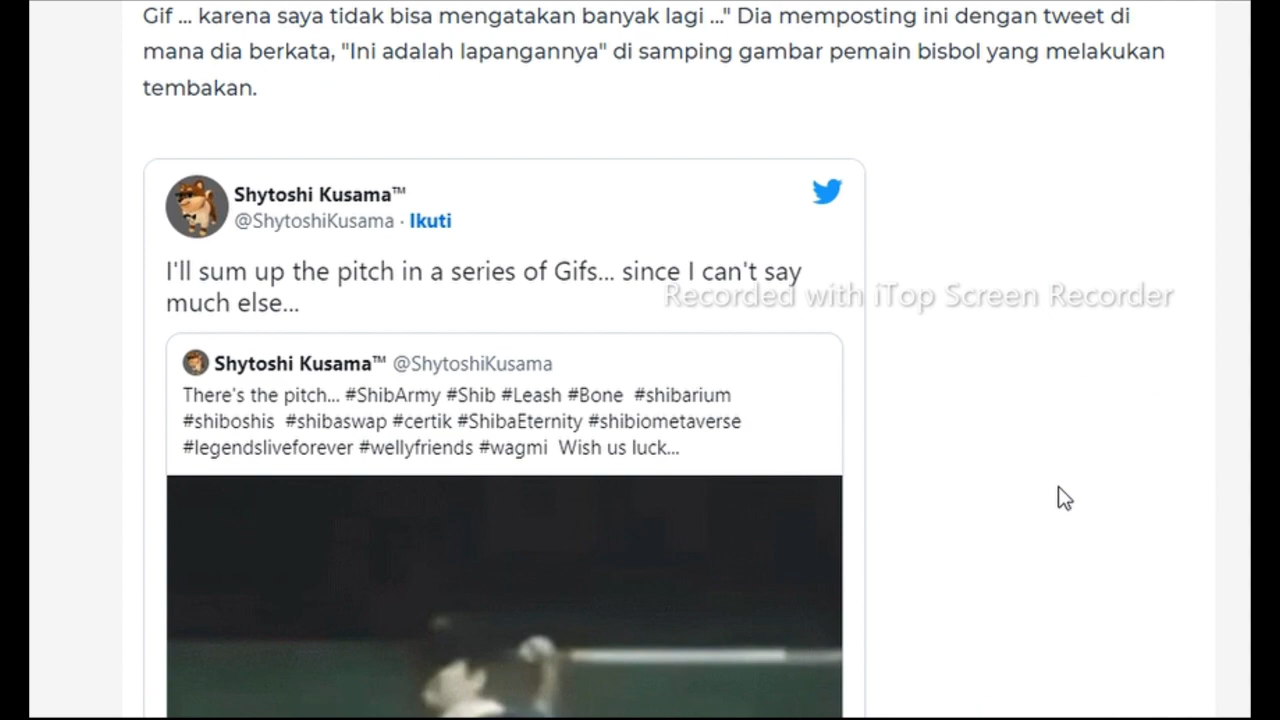 Gif ... karena saya tidak bisa mengatakan banyak lagi ..." Dia memposting ini dengan tweet di
mana dia berkata, "Ini adalah lapangannya" di samping gambar pemain bisbol yang melakukan
tembakan.
Shytoshi Kusama™
@ShytoshiKusama · Ikuti
I'll sum up the pitch in a series of Gifs... since I can't say
much else...
Recorded with iTop Screen Recorder
Shytoshi Kusama™ @ShytoshiKusama
There's the pitch... #ShibArmy #Shib #Leash #Bone #shibarium
#shiboshis #shibaswap #certik #ShibaEternity #shibiometaverse
#legendsliveforever #wellyfriends #wagmi Wish us luck...